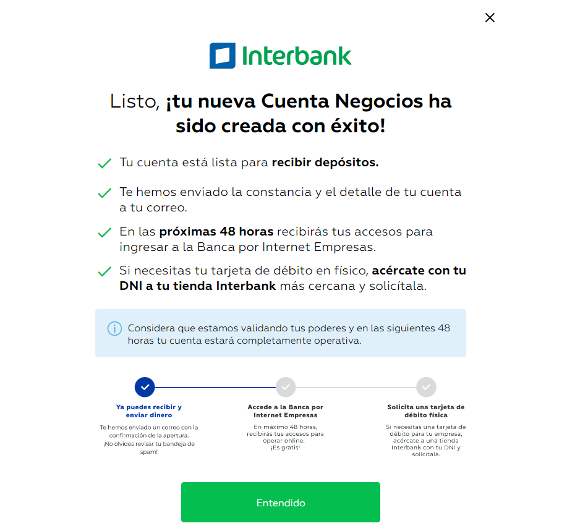 Interbank
Listo, ¡tu nueva Cuenta Negocios ha
sido creada con éxito!
Tu cuenta está lista para recibir depósitos.
Te hemos enviado la constancia y el detalle de tu cuenta
a tu correo.
En las próximas 48 horas recibirás tus accesos para
ingresar a la Banca por Internet Empresas.
Si necesitas tu tarjeta de débito en físico, acércate con tu
DNI a tu tienda Interbank más cercana y solicítala.
Considera que estamos validando tus poderes y en las siguientes 48
horas tu cuenta estará completamente operativa.
Ya puedes recibir y
enviar dinero
Te hemos enviado un correo con la
confirmación de la apertura.
¡No olvides revisar tu bandeja de
spam!
Accede a la Banca por
Internet Empresas
En máximo 48 horas,
recibirás tus accesos para
operar online.
¡Es gratis!
Solicita una tarjeta de
débito física
Si necesitas una tarjeta de
débito para tu empresa,
acércate a una tienda
Interbank con tu DNI y
solicítala.
Entendido